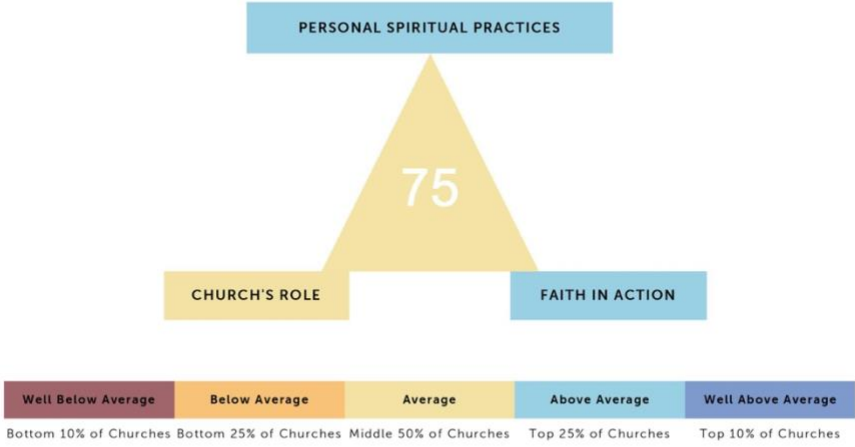 PERSONAL SPIRITUAL PRACTICES
75
CHURCH'S ROLE
FAITH IN ACTION
Well Below Average
Below Average
Average
Above Average
Well Above Average
Bottom 10% of Churches
Bottom 25% of Churches
Middle 50% of Churches
Top 25% of Churches
Top 10% of Churches